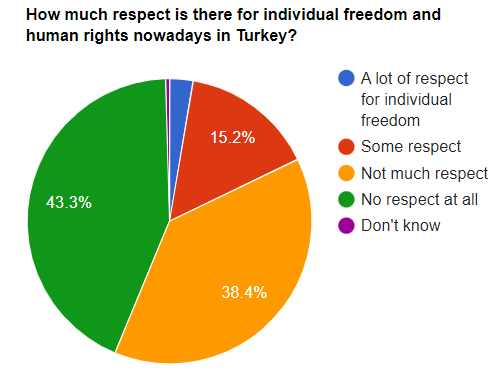 How much respect is there for individual freedom and
human rights nowadays in Turkey?
A lot of respect
for individual
freedom
Some respect
Not much respect
No respect at all
Don't know
15.2%
43.3%
38.4%